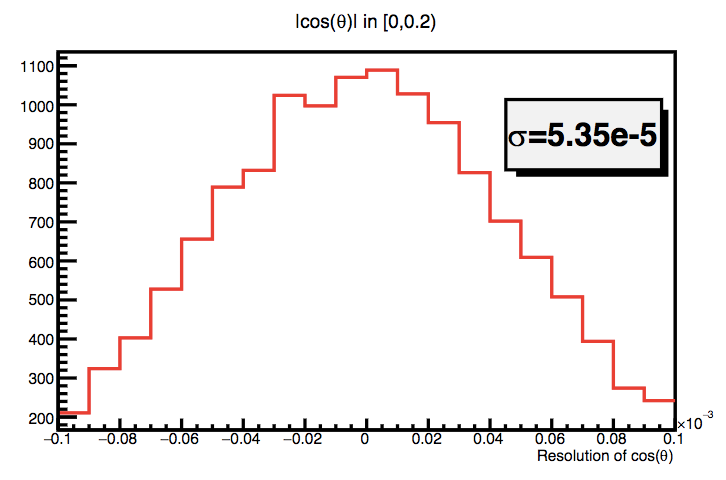 |cos(θ)| in [0,0.2)
1100
1000
900
800
700
600
500
400
300
200
σ=5.35e-5
−0.1 −0.08 −0.06 −0.04 −0.02 0 0.02 0.04 0.06 0.08 0.1
×10⁻³
Resolution of cos(θ)